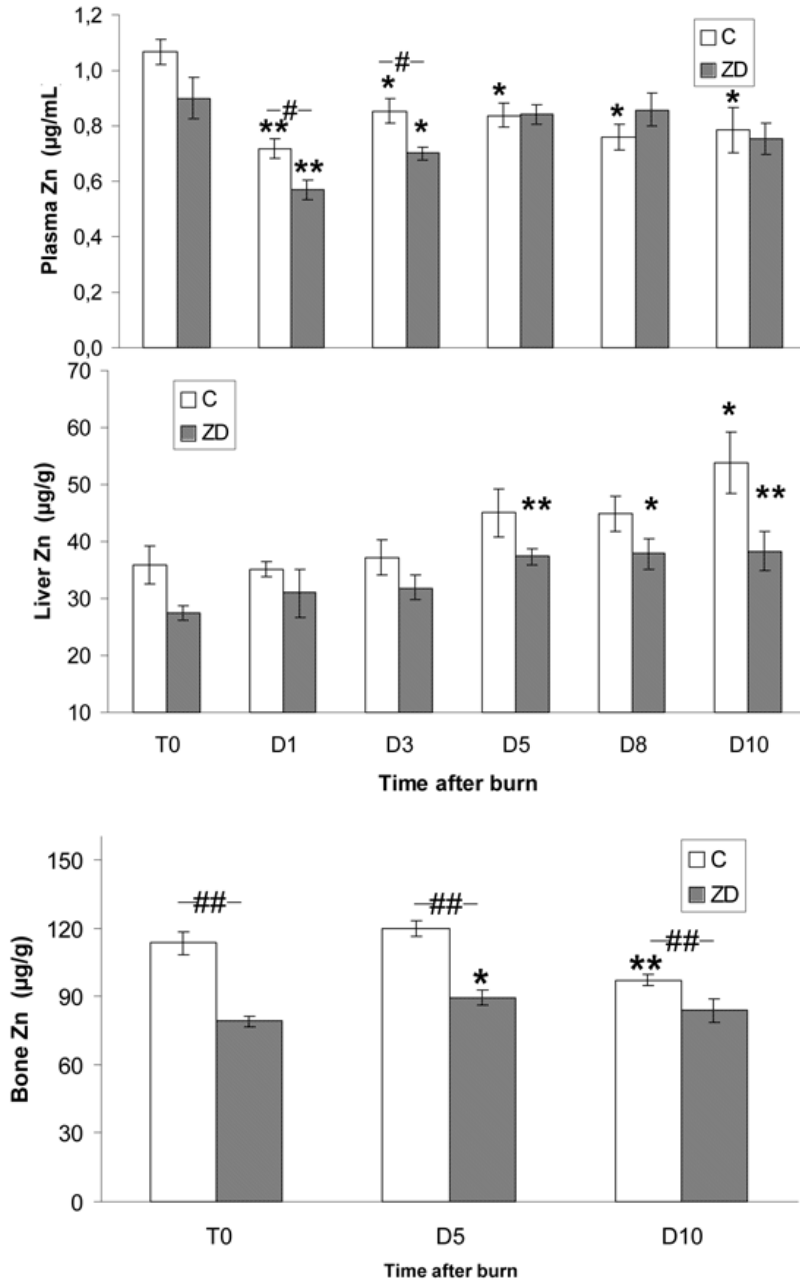 Plasma Zn (µg/mL
1,2
1,0
0,8
0,6
0,4
0,2
0,0
C
ZD
#
**
**
#
*
*
*
*
*
Liver Zn (µg/g)
70
60
50
40
30
20
10
C
ZD
**
*
*
**
T0 D1 D3 D5 D8 D10
Time after burn
Bone Zn (µg/g)
150
120
90
60
30
0
C
ZD
##
##
*
##
**
T0 D5 D10
Time after burn